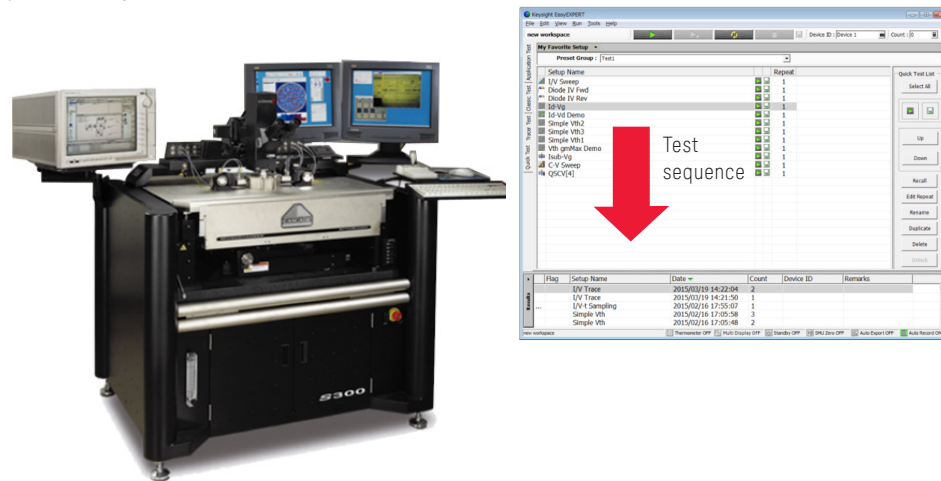 S300
Keysight EasyEXPERT
File Edit View Run Tools Help
new workspace
Device ID : Device 1
Count : 0
My Favorite Setup
Preset Group : Test1
Application Test
Classic Test
Tracer Test
Quick Test
Setup Name Repeat
I/V Sweep 1
Diode IV Fwd 1
Diode IV Rev 1
Id-Vg 1
Id-Vd Demo 1
Simple Vth2 1
Simple Vth3 1
Simple Vth1 1
Vth gmMax Demo 1
Isub-Vg 1
C-V Sweep 1
QSCV[4] 1
Test
sequence
Quick Test List
Select All
Up
Down
Recall
Edit Repeat
Rename
Duplicate
Delete
Results
Flag Setup Name Date Count Device ID Remarks
I/V Trace 2015/03/19 14:22:04 2
I/V Trace 2015/03/19 14:21:50 1
... I/V-t Sampling 2015/02/16 17:55:07 1
Simple Vth 2015/02/16 17:05:58 3
Simple Vth 2015/02/16 17:05:48 2
new workspace Thermometer OFF Multi Display OFF Standby OFF SMU Zero OFF Auto Export OFF Auto Record ON